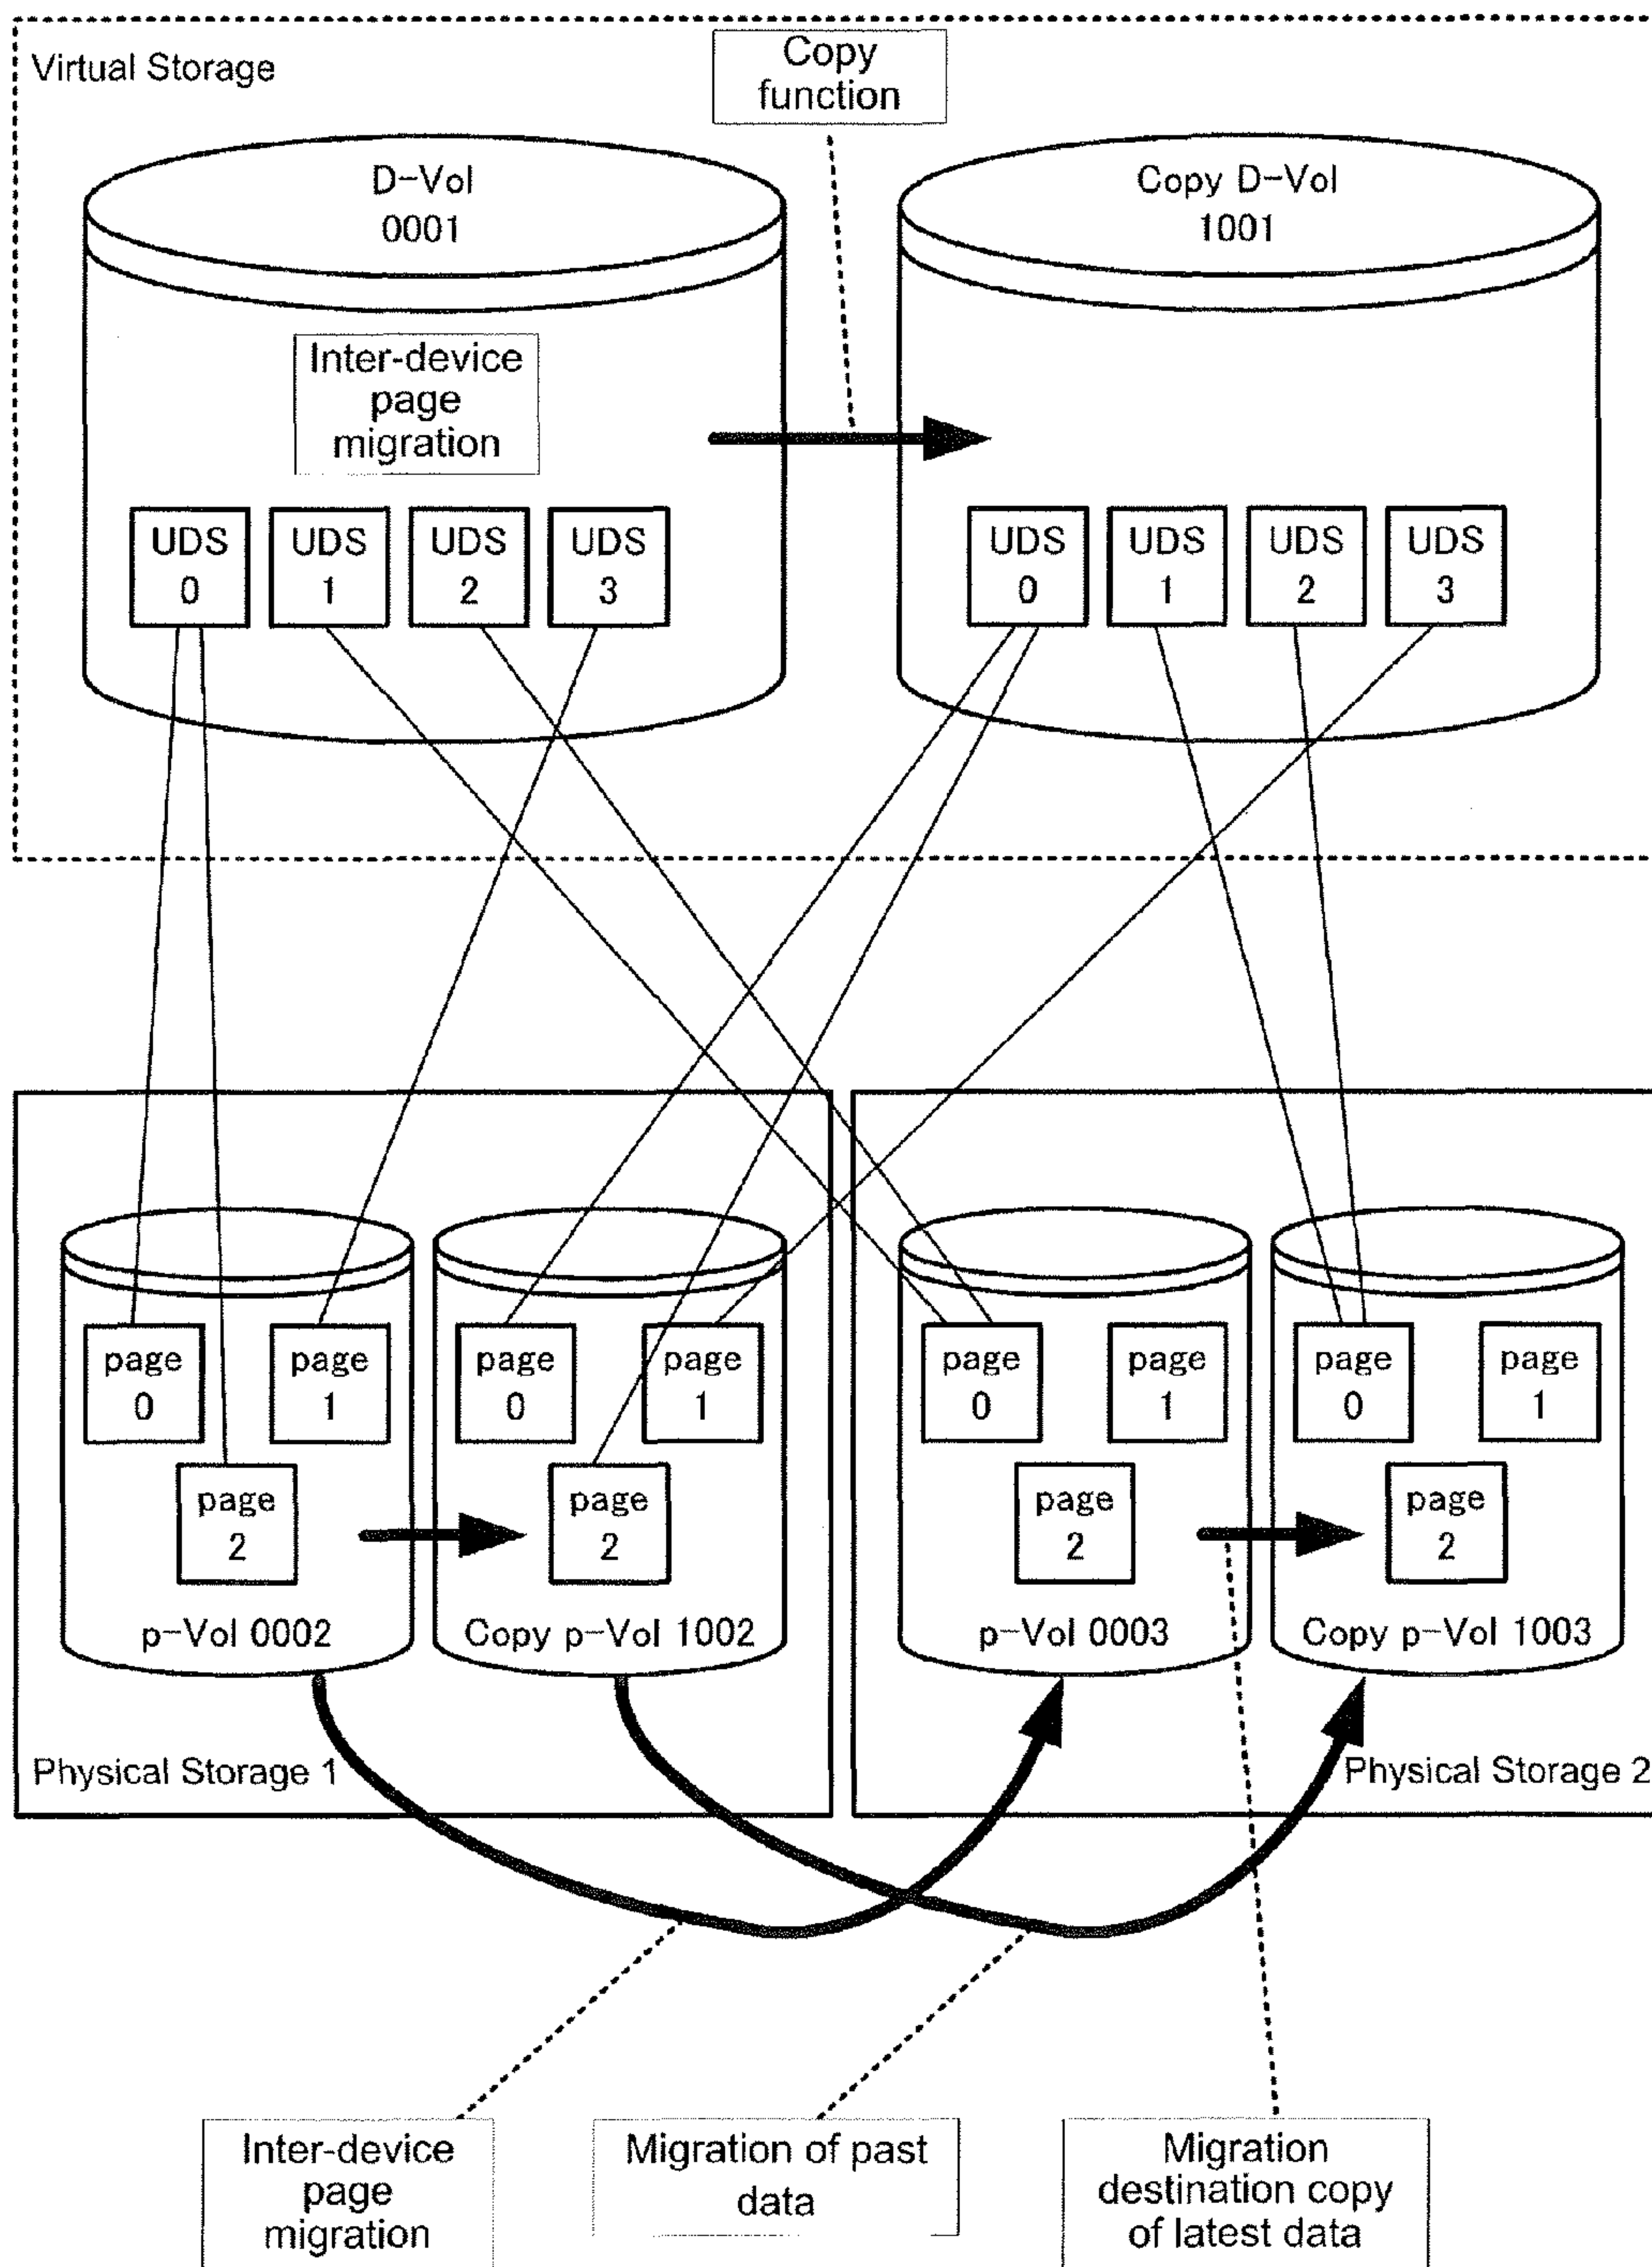 Virtual Storage
Copy
function
D-Vol
0001
Copy D-Vol
1001
Inter-device
page
migration
UDS
0
UDS
1
UDS
2
UDS
3
UDS
0
UDS
1
UDS
2
UDS
3
page
0
page
1
page
2
p-Vol 0002
page
0
page
1
page
2
Copy p-Vol 1002
page
0
page
1
page
2
p-Vol 0003
page
0
page
1
page
2
Copy p-Vol 1003
Physical Storage 1
Physical Storage 2
Inter-device
page
migration
Migration of past
data
Migration
destination copy
of latest data